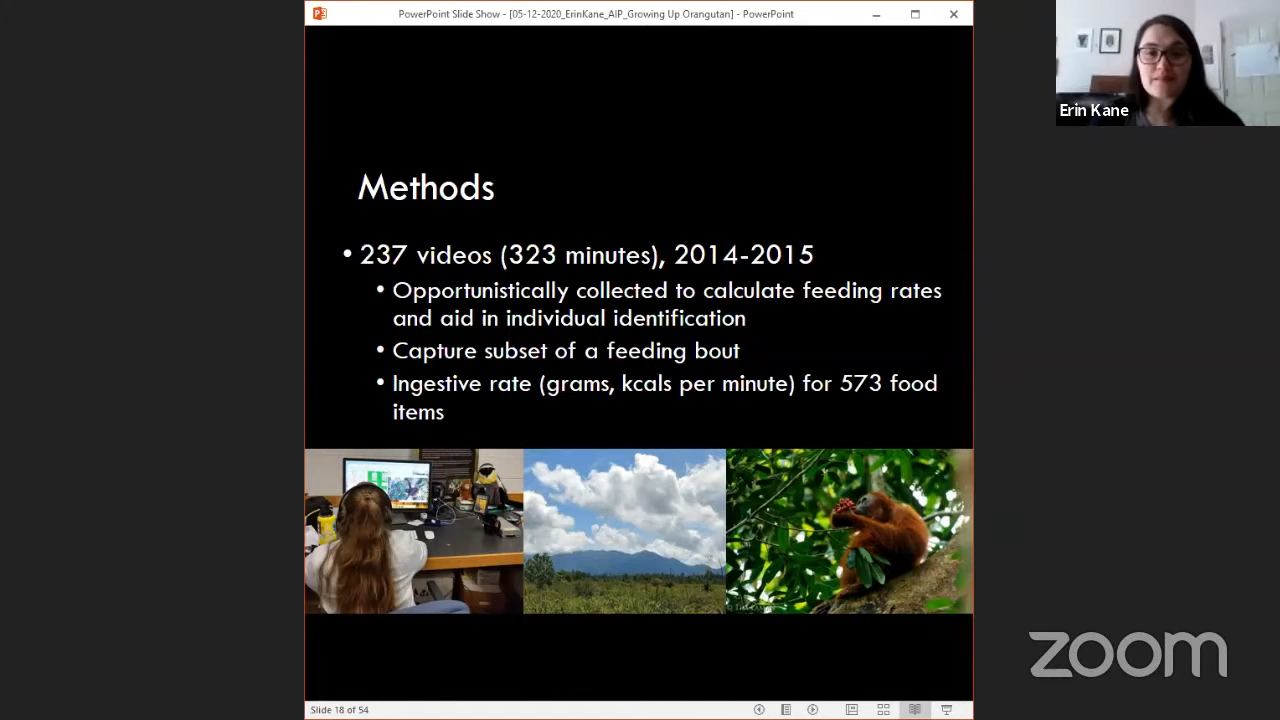 PowerPoint Slide Show - [05-12-2020_ErinKane_AIP_Growing Up Orangutan] - PowerPoint
Erin Kane
Methods
• 237 videos (323 minutes), 2014-2015
• Opportunistically collected to calculate feeding rates
and aid in individual identification
• Capture subset of a feeding bout
• Ingestive rate (grams, kcals per minute) for 573 food
items
zoom
Slide 18 of 54